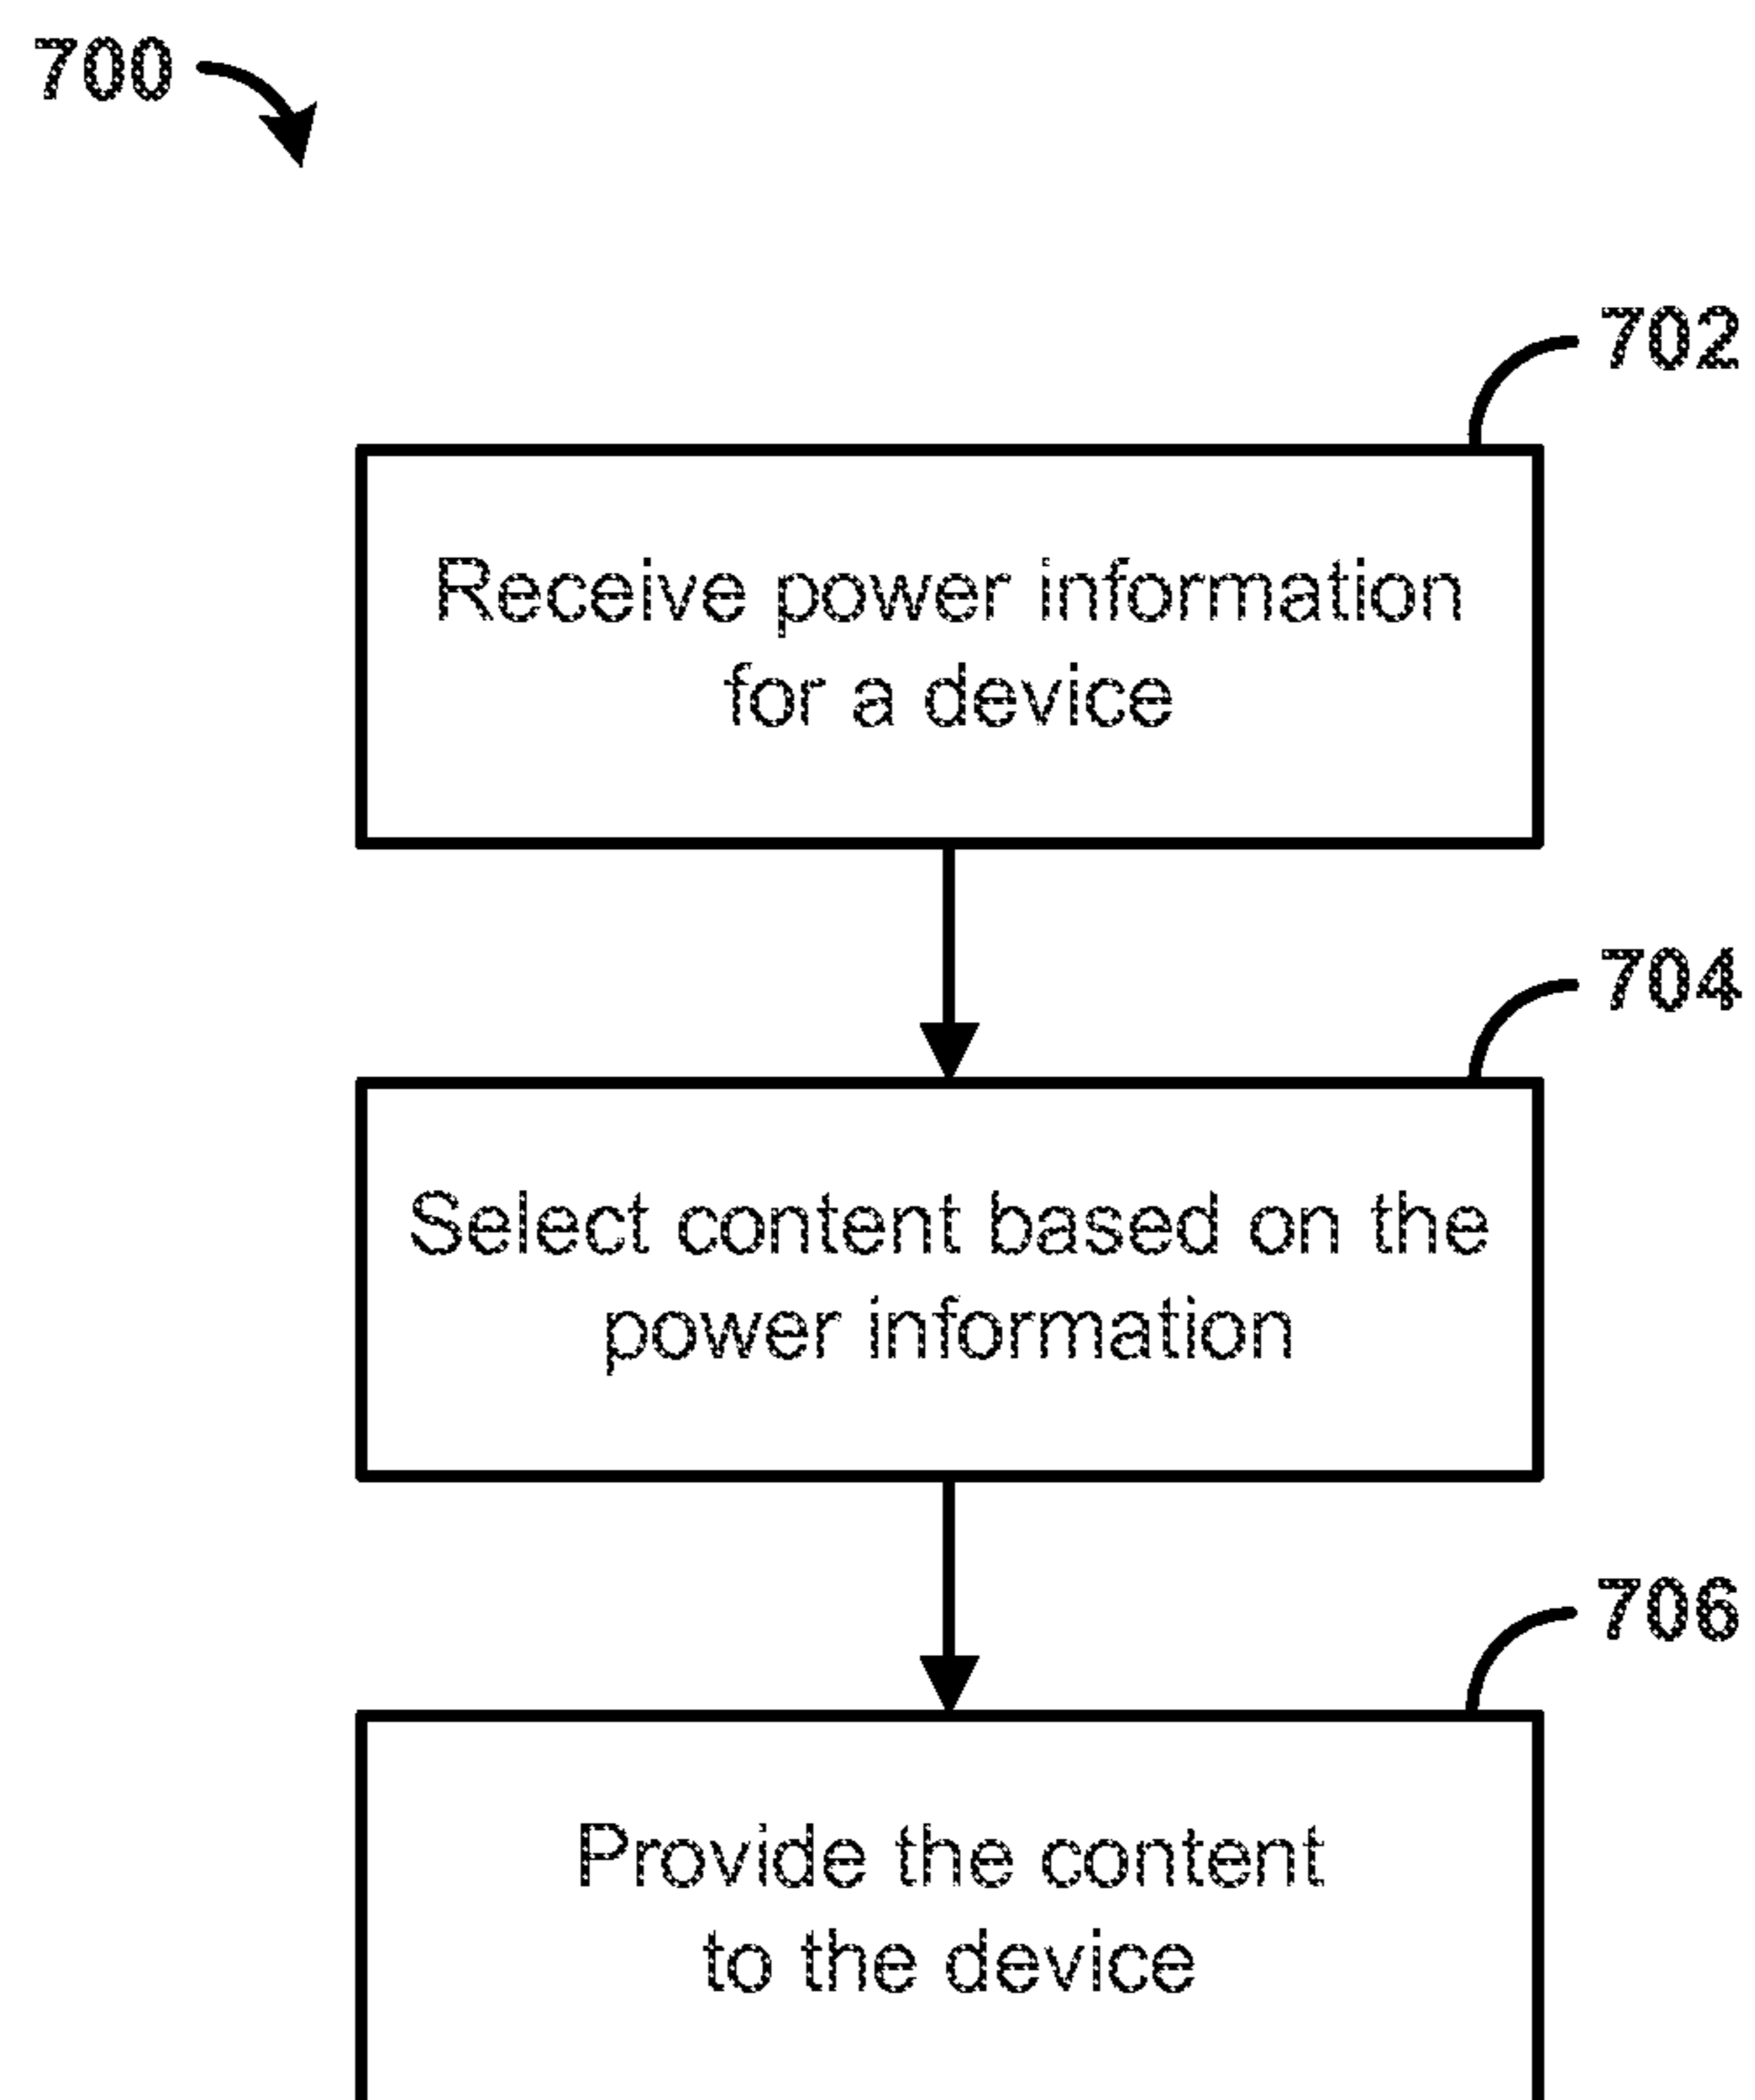 700
702
Receive power information
for a device
704
Select content based on the
power information
706
Provide the content
to the device